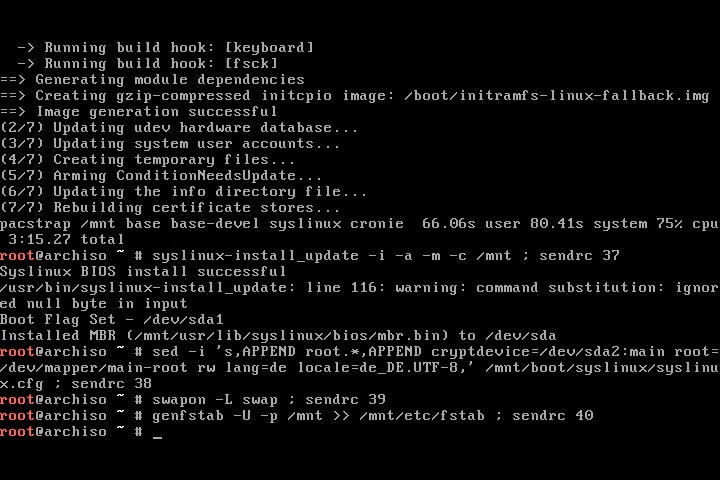 -> Running build hook: [keyboard]
  -> Running build hook: [fsck]
==> Generating module dependencies
==> Creating gzip-compressed initcpio image: /boot/initramfs-linux-fallback.img
==> Image generation successful
(2/7) Updating udev hardware database...
(3/7) Updating system user accounts...
(4/7) Creating temporary files...
(5/7) Arming ConditionNeedsUpdate...
(6/7) Updating the info directory file...
(7/7) Rebuilding certificate stores...
pacstrap /mnt base base-devel syslinux cronie  66.06s user 80.41s system 75% cpu
 3:15.27 total
root@archiso ~ # syslinux-install_update -i -a -m -c /mnt ; sendrc 37
Syslinux BIOS install successful
/usr/bin/syslinux-install_update: line 116: warning: command substitution: ignor
ed null byte in input
Boot Flag Set - /dev/sda1
Installed MBR (/mnt/usr/lib/syslinux/bios/mbr.bin) to /dev/sda
root@archiso ~ # sed -i 's,APPEND root.*,APPEND cryptdevice=/dev/sda2:main root=
/dev/mapper/main-root rw lang=de locale=de_DE.UTF-8,' /mnt/boot/syslinux/syslinu
x.cfg ; sendrc 38
root@archiso ~ # swapon -L swap ; sendrc 39
root@archiso ~ # genfstab -U -p /mnt >> /mnt/etc/fstab ; sendrc 40
root@archiso ~ # _